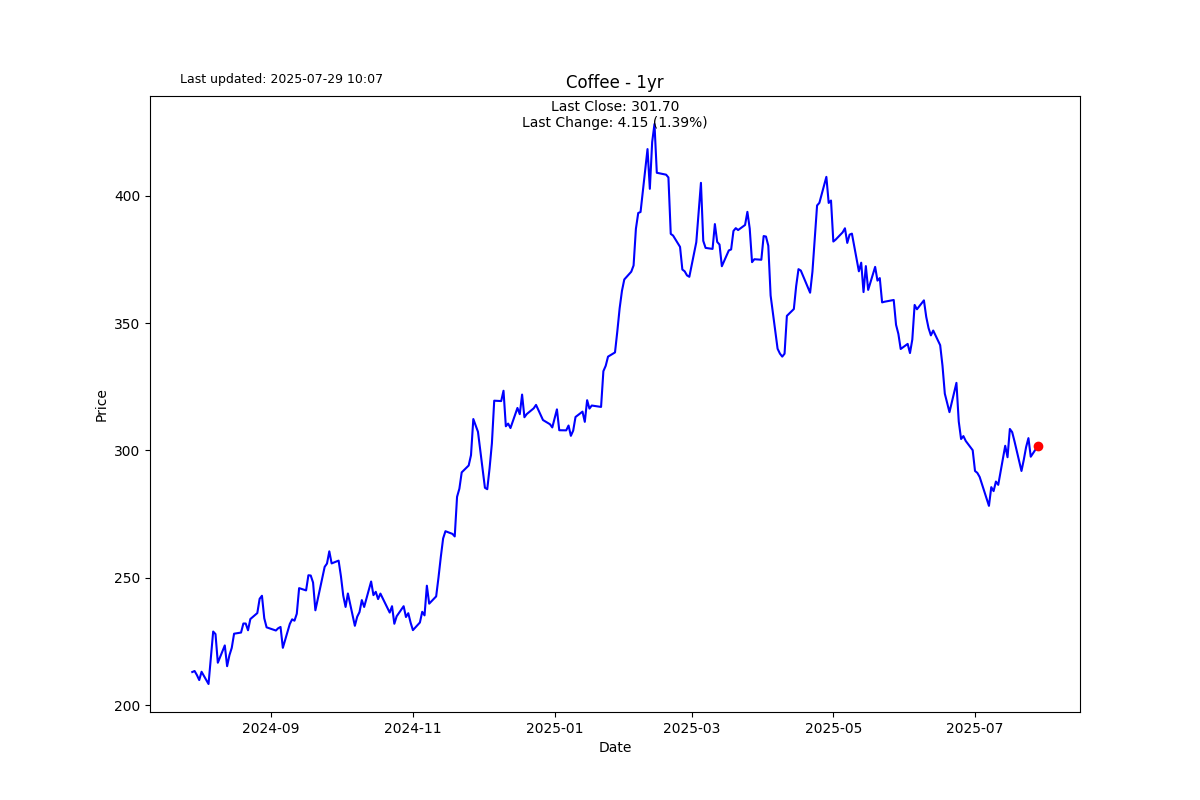 Last updated: 2025-07-29 10:07
Coffee - 1yr
Last Close: 301.70
Last Change: 4.15 (1.39%)
400
350
300
250
200
Price
2024-09
2024-11
2025-01
2025-03
2025-05
2025-07
Date